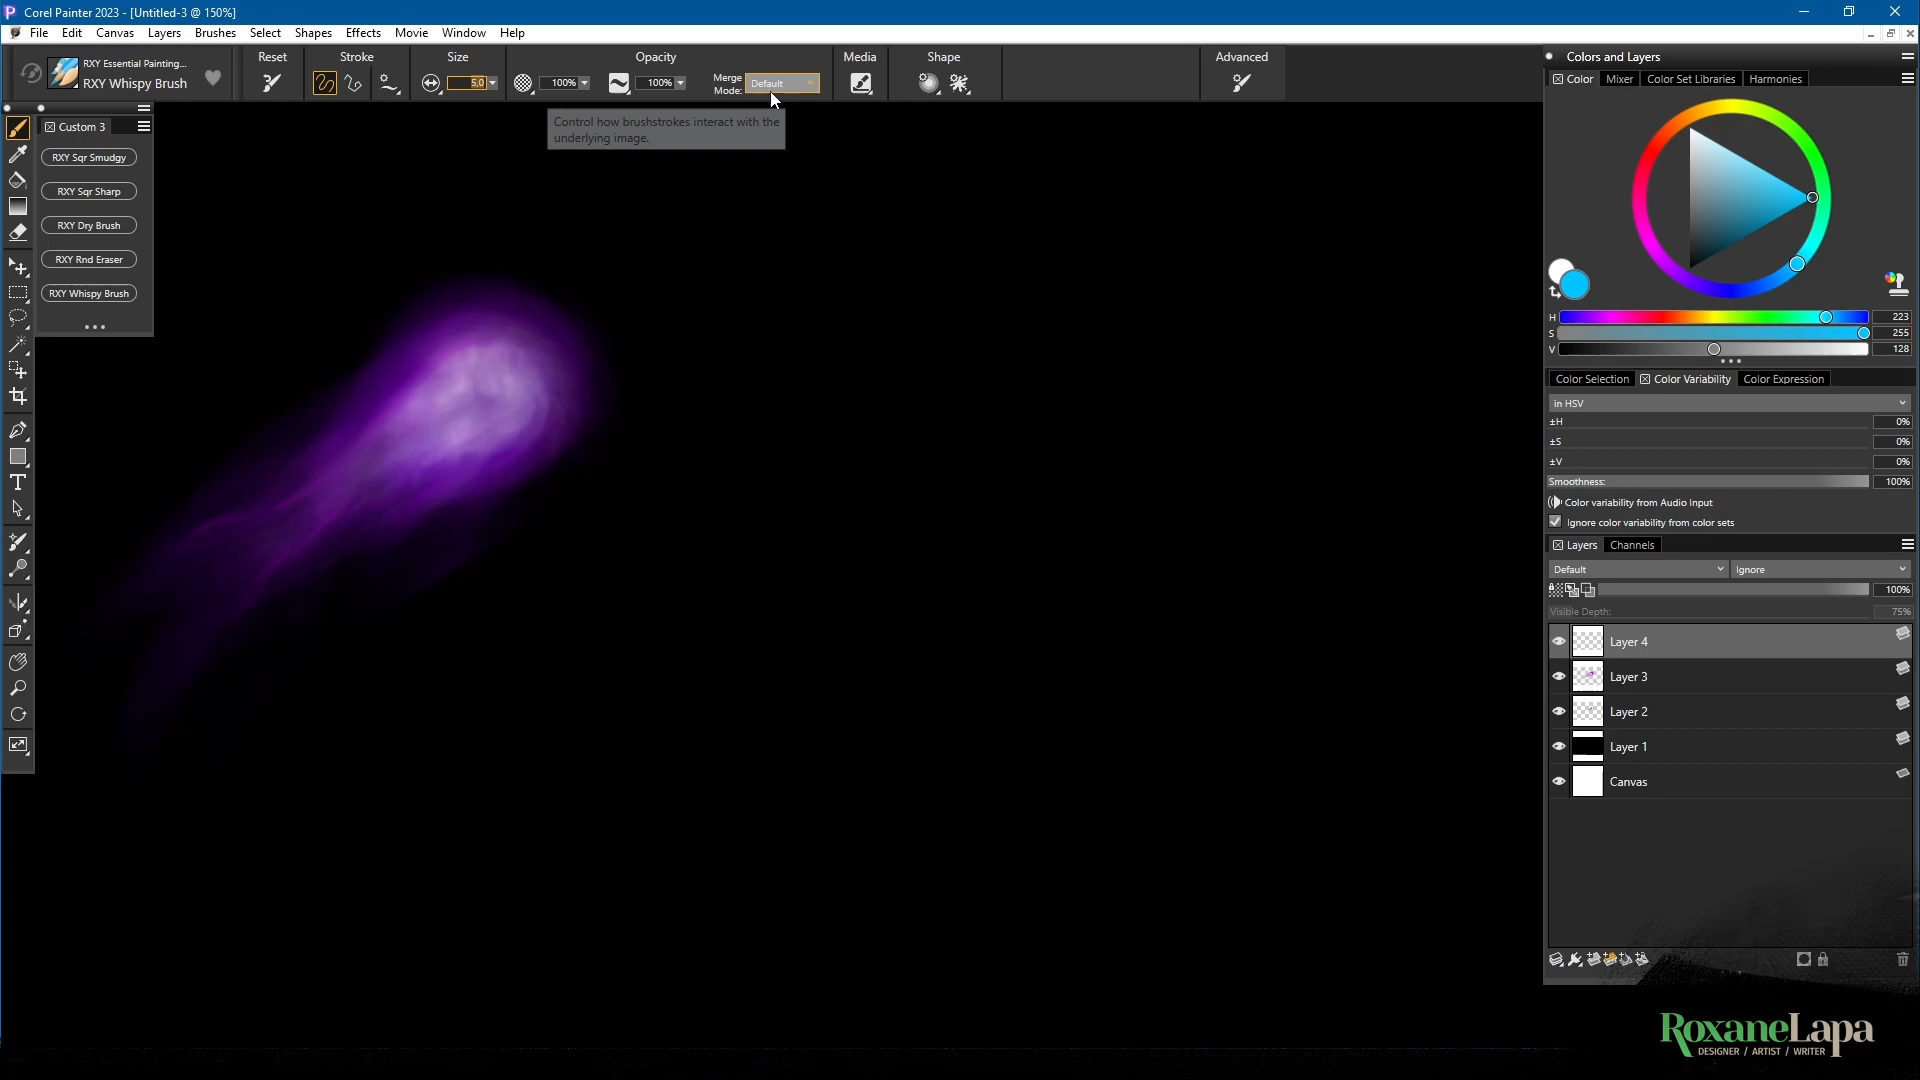 Corel Painter 2023 - [Untitled-3 @ 150%]
File Edit Canvas Layers Brushes Select Shapes Effects Movie Window Help
RXY Essential Painting...
RXY Whispy Brush
Reset Stroke Size Opacity Media Shape Advanced
5,0 100% 100%
Merge Mode: Default
Control how brushstrokes interact with the
underlying image.
Custom 3
RXY Sqr Smudgy
RXY Sqr Sharp
RXY Dry Brush
RXY Rnd Eraser
RXY Whispy Brush
Colors and Layers
Color Mixer Color Set Libraries Harmonies
H 223
S 255
V 128
Color Selection Color Variability Color Expression
in HSV
±H 0%
±S 0%
±V 0%
Smoothness: 100%
Color variability from Audio Input
Ignore color variability from color sets
Layers Channels
Default Ignore
100%
Visible Depth: 75%
Layer 4
Layer 3
Layer 2
Layer 1
Canvas
RoxaneLapa
DESIGNER / ARTIST / WRITER